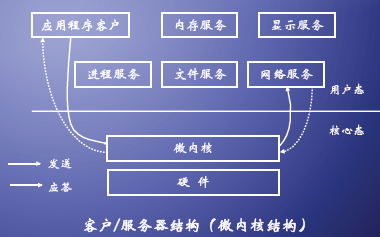 应用程序客户 内存服务 显示服务
进程服务 文件服务 网络服务
用户态
核心态
微内核
发送
硬 件
应答
客户/服务器结构（微内核结构）